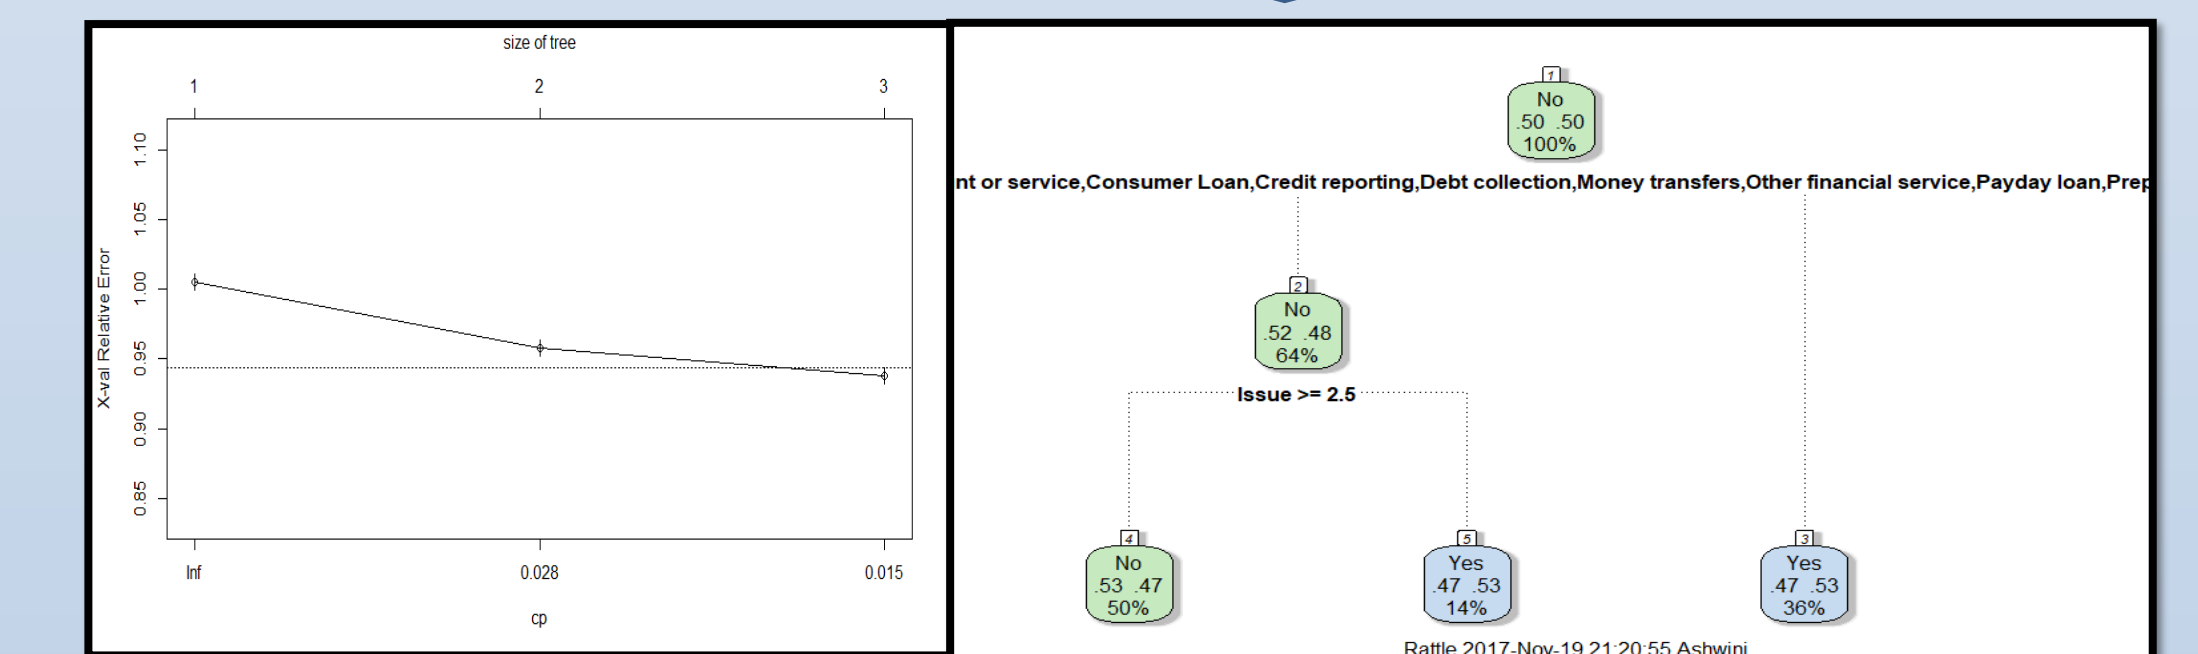 size of tree
1 2 3
1.10
1.05
1.00
0.95
0.90
0.85
X-val Relative Error
Inf 0.028 0.015
cp
1
No
.50 .50
100%
nt or service,Consumer Loan,Credit reporting,Debt collection,Money transfers,Other financial service,Payday loan,Prep
2
No
.52 .48
64%
Issue >= 2.5
4
No
.53 .47
50%
5
Yes
.47 .53
14%
3
Yes
.47 .53
36%
Rattle 2017-Nov-19 21:20:55 Ashwini